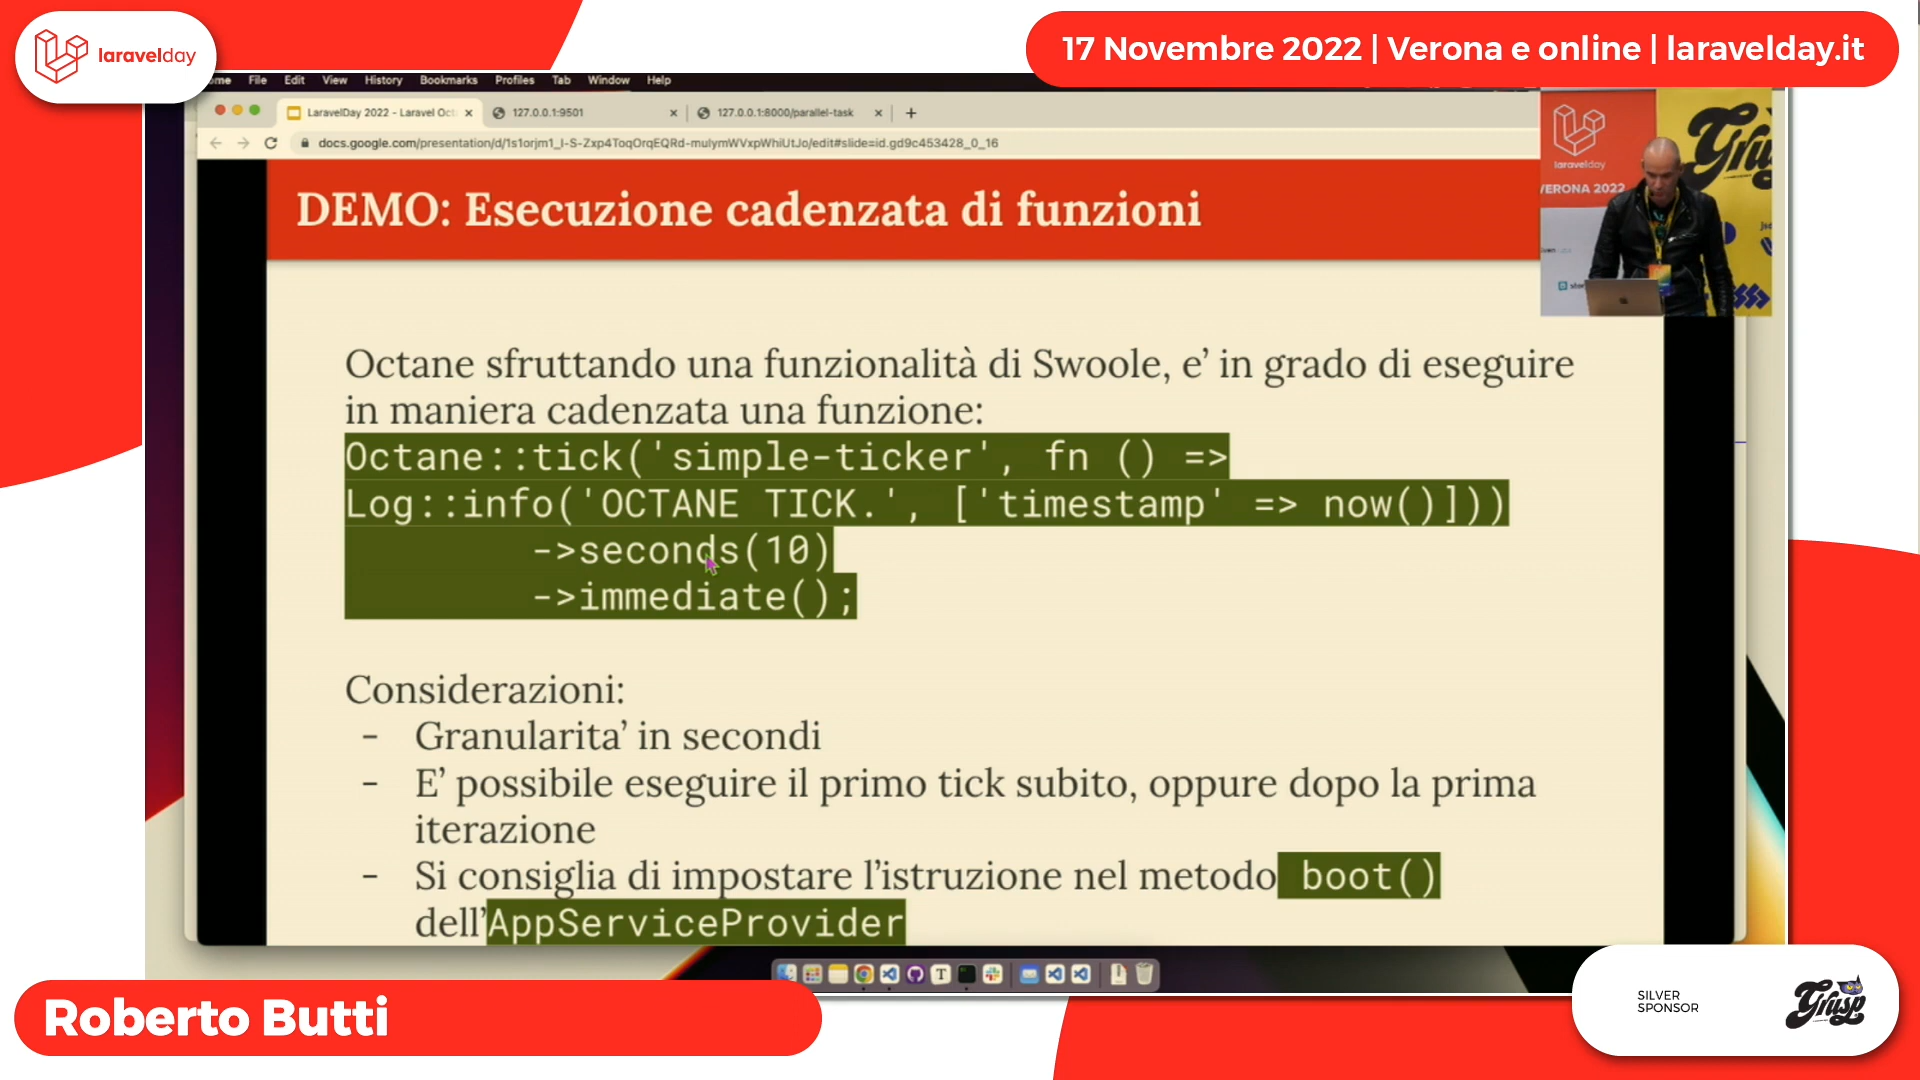 laravelday
17 Novembre 2022 | Verona e online | laravelday.it
File Edit View History Bookmarks Profiles Tab Window Help
LaravelDay 2022 - Laravel Oct
127.0.0.1:9501
127.0.0.1:8000/parallel-task
docs.google.com/presentation/d/1s1orjm1_I-S-Zxp4ToqOrqEQRd-mulymWVxpWhiUtJo/edit#slide=id.gd9c453428_0_16
DEMO: Esecuzione cadenzata di funzioni
laravelday
VERONA 2022
Octane sfruttando una funzionalità di Swoole, e’ in grado di eseguire
in maniera cadenzata una funzione:
Octane::tick('simple-ticker', fn () =>
Log::info('OCTANE TICK.', ['timestamp' => now()]))
->seconds(10)
->immediate();
Considerazioni:
- Granularita’ in secondi
- E’ possibile eseguire il primo tick subito, oppure dopo la prima
iterazione
- Si consiglia di impostare l’istruzione nel metodo boot()
dell’AppServiceProvider
Roberto Butti
SILVER
SPONSOR
Grusp